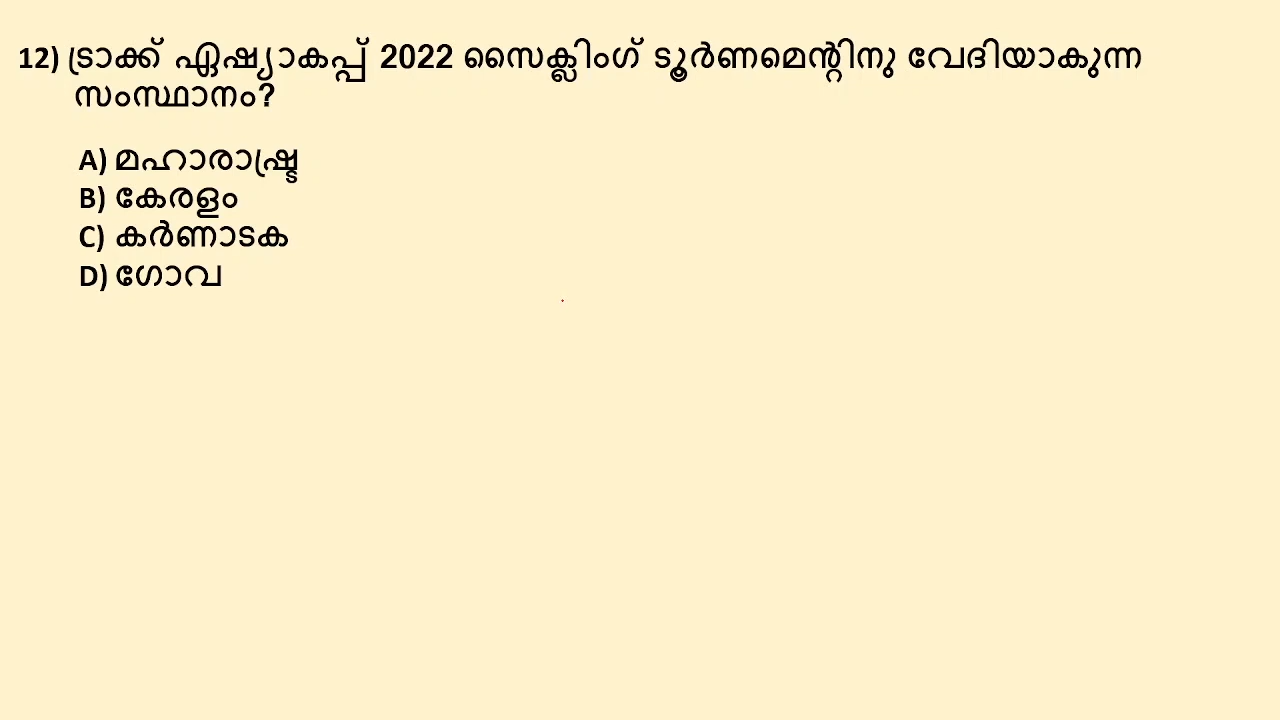 12) ട്രാക്ക് ഏഷ്യാകപ്പ് 2022 സൈക്ലിംഗ് ടൂർണമെന്റിനു വേദിയാകുന്ന
സംസ്ഥാനം?
A) മഹാരാഷ്ട്ര
B) കേരളം
C) കർണാടക
D) ഗോവ